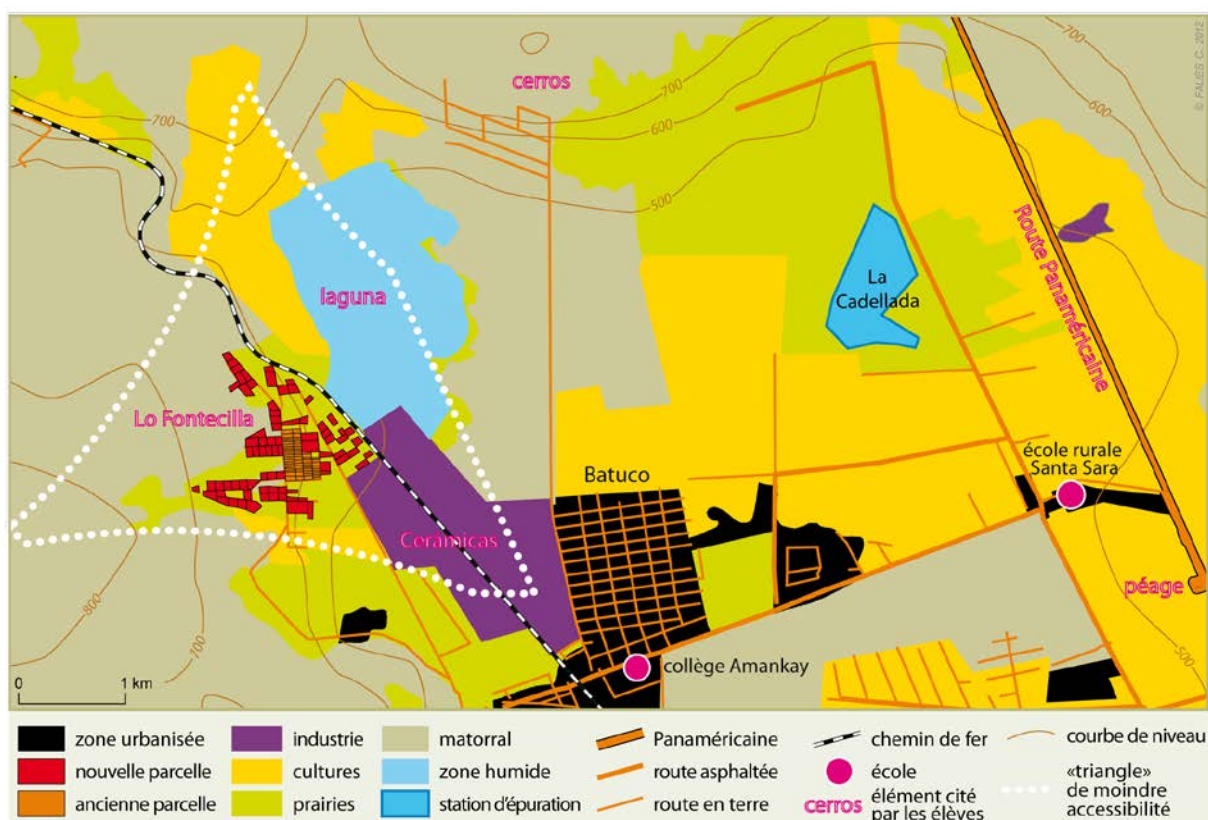 © FALIES C. 2012
cerros
700
700
600
500
700
600
laguna
La
Cadellada
Route Panaméricaine
Lo Fontecilla
Batuco
école rurale
Santa Sara
Cerámicas
péage
800
700
500
collège Amankay
0 1 km
zone urbanisée
industrie
matorral
Panaméricaine
chemin de fer
courbe de niveau
nouvelle parcelle
cultures
zone humide
route asphaltée
école
«triangle»
de moindre
accessibilité
ancienne parcelle
prairies
station d'épuration
route en terre
cerros
élément cité
par les élèves